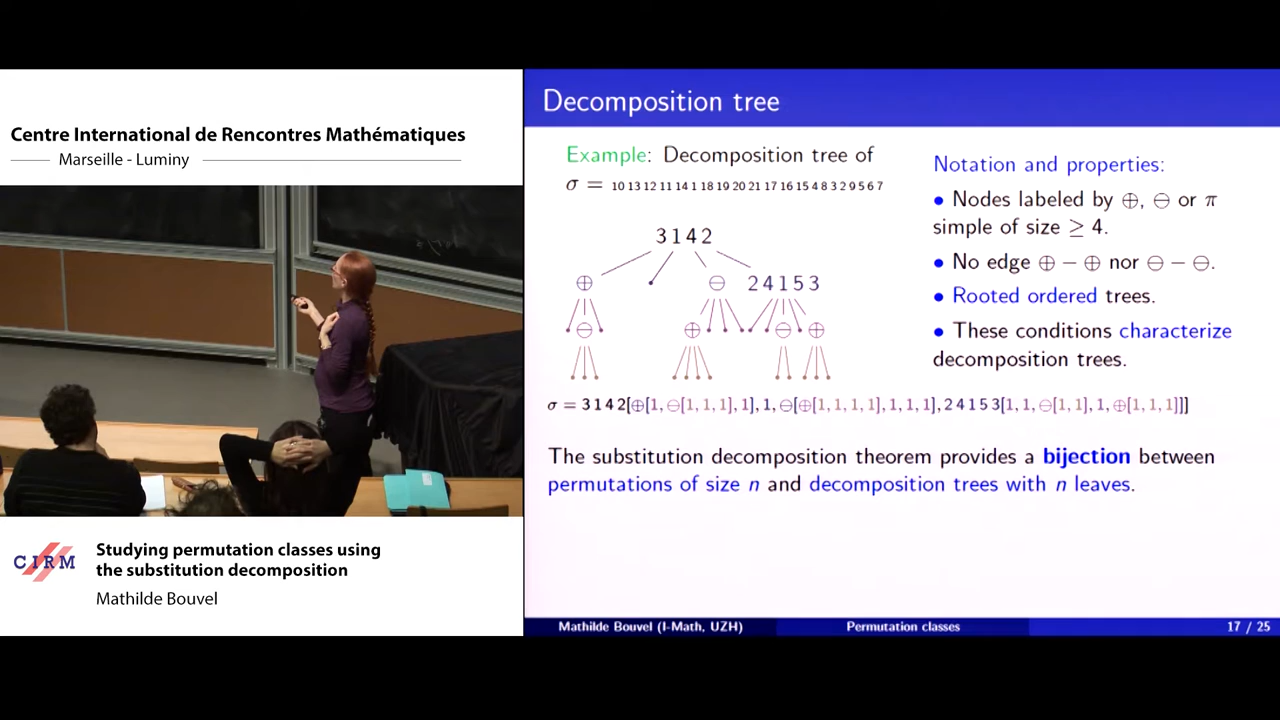 Centre International de Rencontres Mathématiques
Marseille - Luminy
CIRM
Studying permutation classes using
the substitution decomposition
Mathilde Bouvel
Decomposition tree
Example: Decomposition tree of
σ = 10 13 12 11 14 1 18 19 20 21 17 16 15 4 8 3 2 9 5 6 7
3 1 4 2
⊕ ⊖ 2 4 1 5 3
⊖ ⊕ ⊖ ⊕
Notation and properties:
• Nodes labeled by ⊕, ⊖ or π
simple of size ≥ 4.
• No edge ⊕ − ⊕ nor ⊖ − ⊖.
• Rooted ordered trees.
• These conditions characterize
decomposition trees.
σ = 3 1 4 2[⊕[1, ⊖[1, 1, 1], 1], 1, ⊖[⊕[1, 1, 1, 1], 1, 1, 1], 2 4 1 5 3[1, 1, ⊖[1, 1], 1, ⊕[1, 1, 1]]]
The substitution decomposition theorem provides a bijection between
permutations of size n and decomposition trees with n leaves.
Mathilde Bouvel (I-Math, UZH) Permutation classes 17 / 25